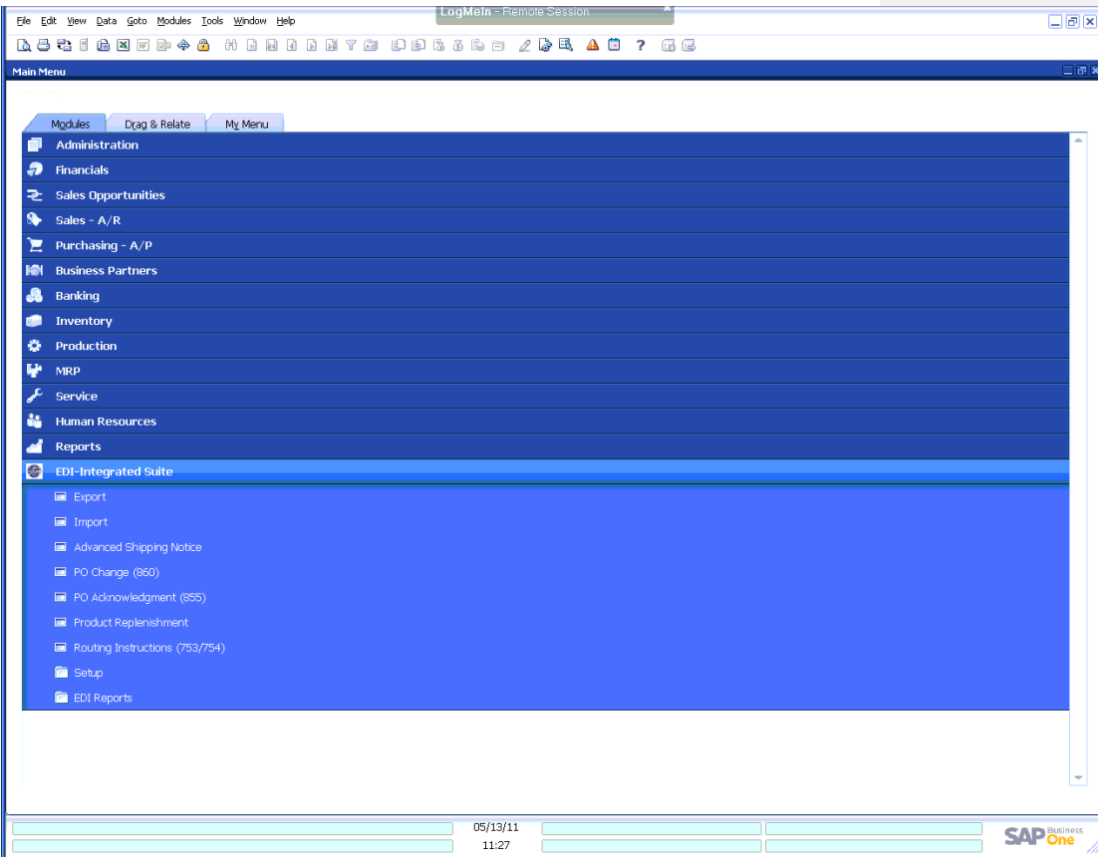 LogMeIn - Remote Session
File Edit View Data Goto Modules Tools Window Help
Main Menu
Modules Drag & Relate My Menu
Administration
Financials
Sales Opportunities
Sales - A/R
Purchasing - A/P
Business Partners
Banking
Inventory
Production
MRP
Service
Human Resources
Reports
EDI-Integrated Suite
Export
Import
Advanced Shipping Notice
PO Change (860)
PO Acknowledgment (855)
Product Replenishment
Routing Instructions (753/754)
Setup
EDI Reports
05/13/11
11:27
SAP Business One